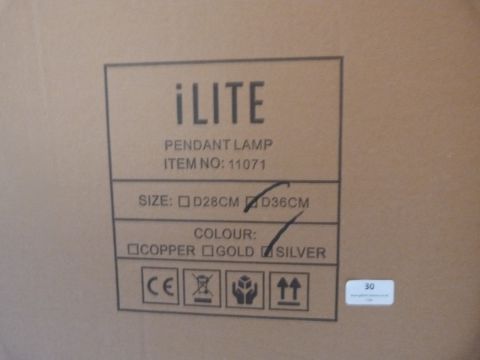 iLITE
PENDANT LAMP
ITEM NO: 11071
SIZE: ☐ D28CM ☑ D36CM
COLOUR:
☐ COPPER ☐ GOLD ☑ SILVER
CE
30